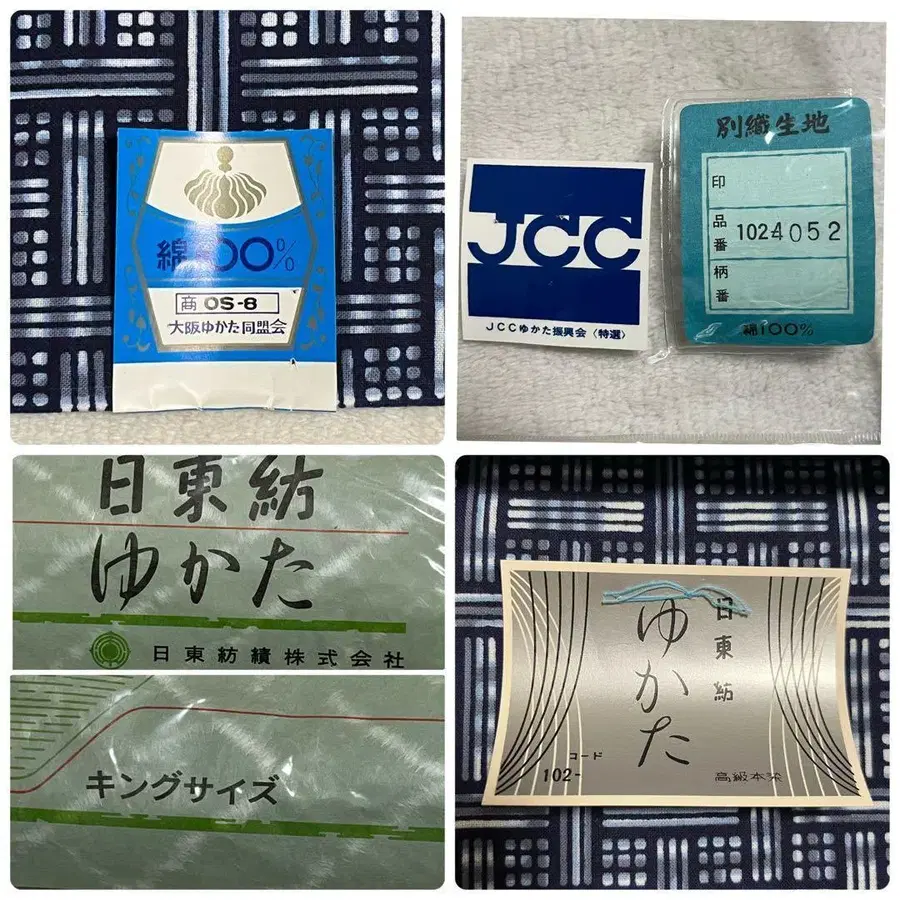 綿100%
商 OS-8
大阪ゆかた同盟会
JCC
JCCゆかた振興会〈特選〉
別織生地
印
品番 1024052
柄番
綿100%
日東紡
ゆかた
日東紡績株式会社
キングサイズ
日東紡
ゆかた
コード
102-
高級本染